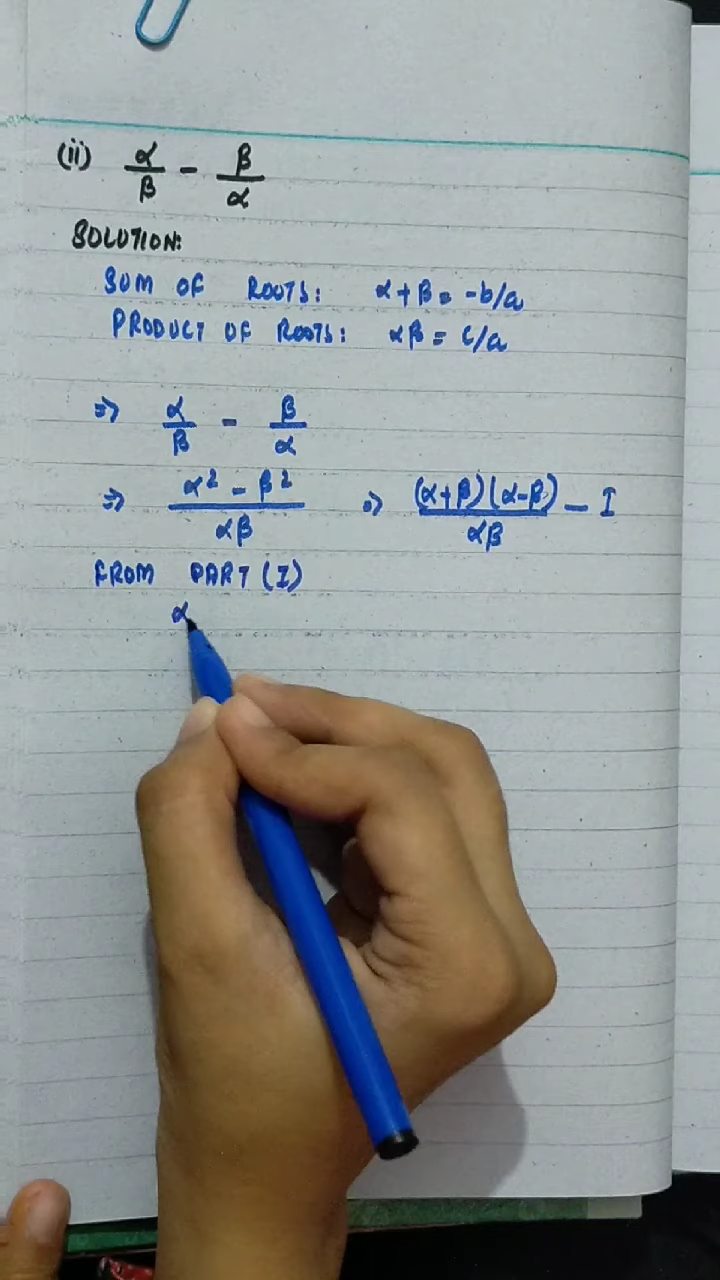 (ii) α/β - β/α
SOLUTION:
SUM OF ROOTS: α+β = -b/a
PRODUCT OF ROOTS: αβ = c/a
⇒ α/β - β/α
⇒ (α² - β²)/αβ ⇒ (α+β)(α-β)/αβ — I
FROM PART (I)
α